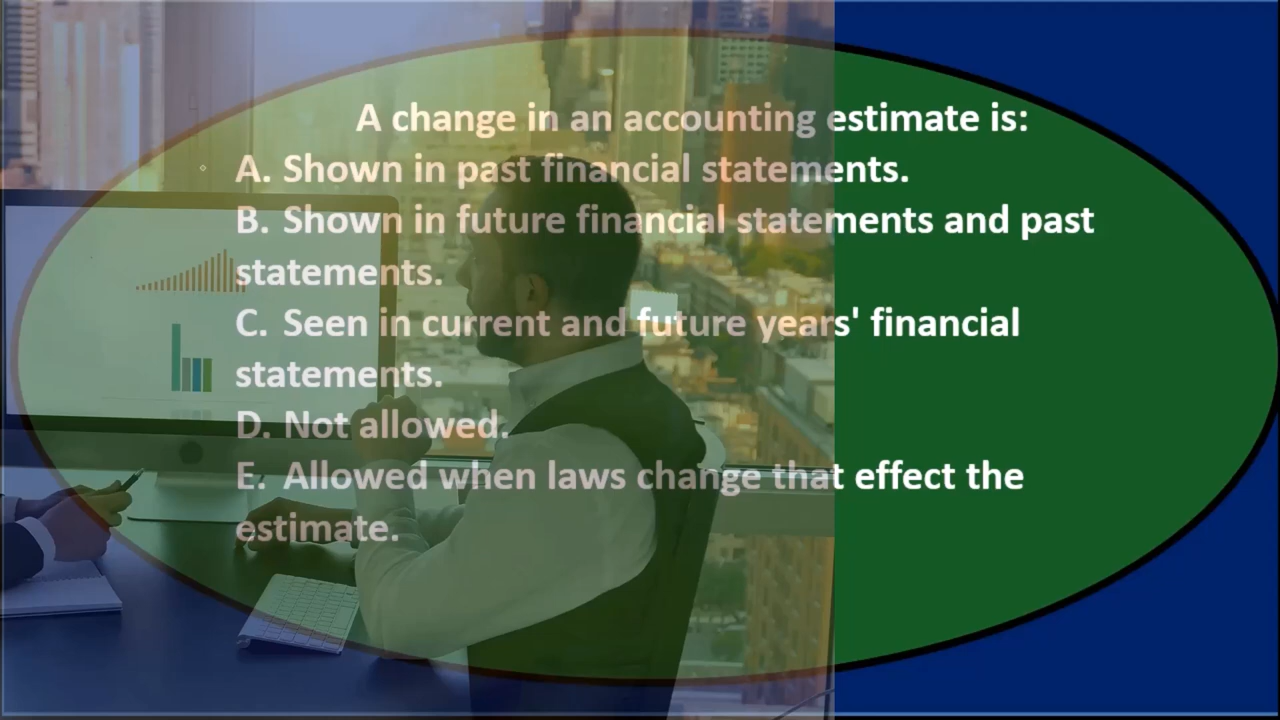 A change in an accounting estimate is:
A. Shown in past financial statements.
B. Shown in future financial statements and past
statements.
C. Seen in current and future years' financial
statements.
D. Not allowed.
E. Allowed when laws change that effect the
estimate.